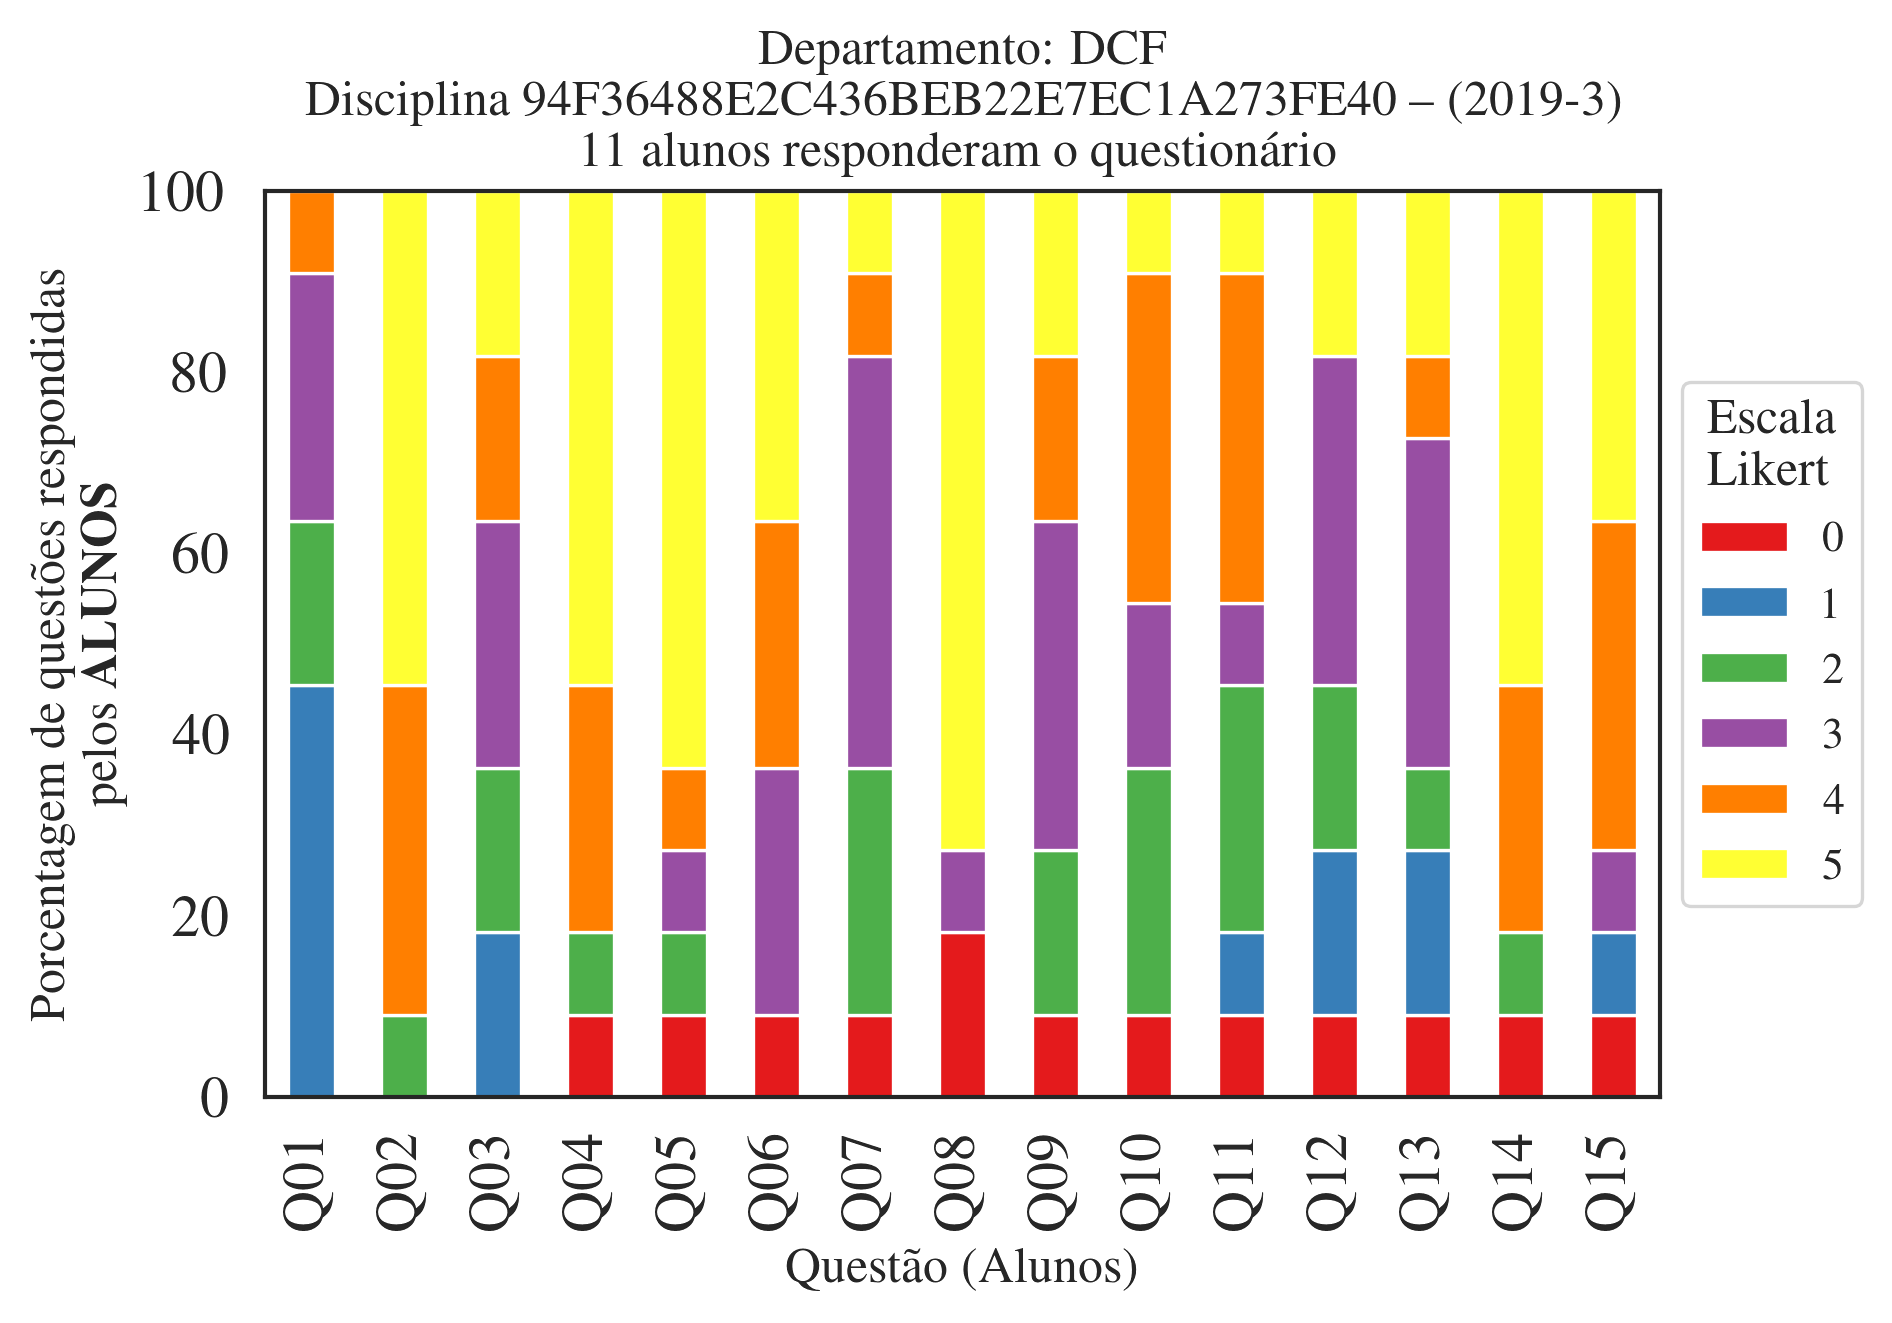 Departamento: DCF
Disciplina 94F36488E2C436BEB22E7EC1A273FE40 – (2019-3)
11 alunos responderam o questionário
Porcentagem de questões respondidas
pelos ALUNOS
100
80
60
40
20
0
Q01
Q02
Q03
Q04
Q05
Q06
Q07
Q08
Q09
Q10
Q11
Q12
Q13
Q14
Q15
Questão (Alunos)
Escala
Likert
0
1
2
3
4
5